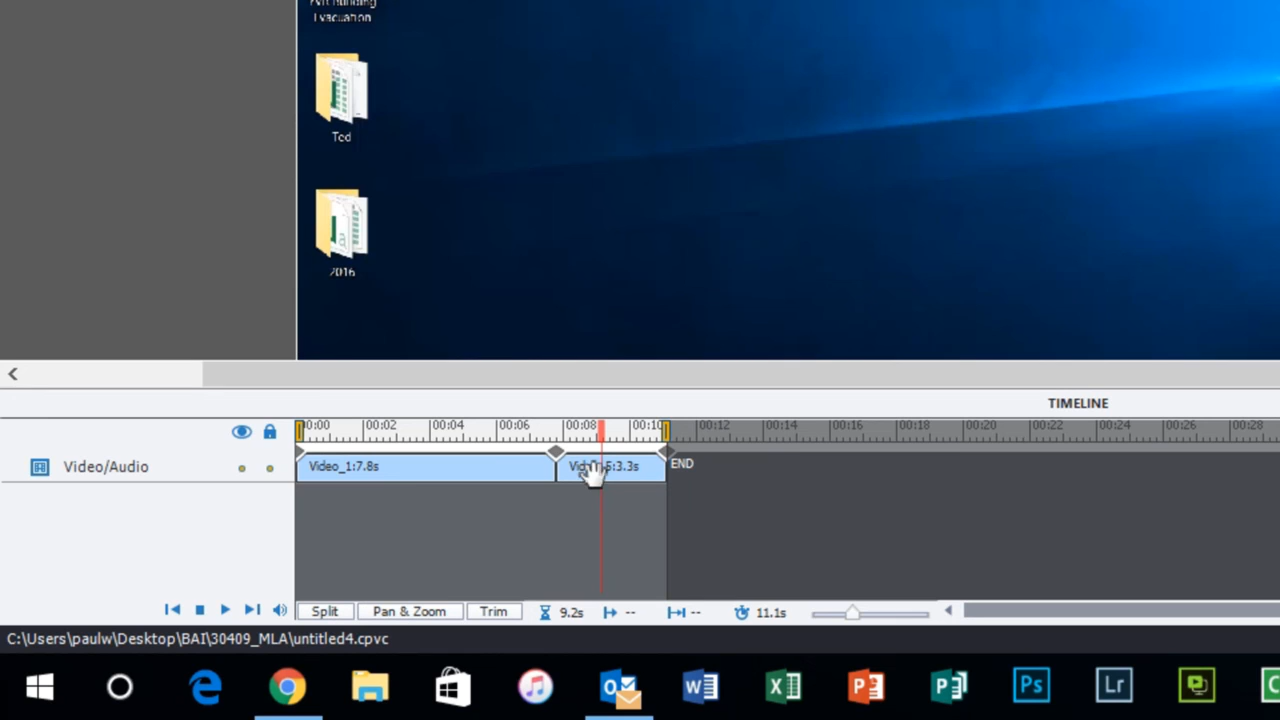 Evacuation
Ted
2016
TIMELINE
00:00 00:02 00:04 00:06 00:08 00:10 00:12 00:14 00:16 00:18 00:20 00:22 00:24 00:26 00:28
Video/Audio
Video_1:7.8s
:3.3s
END
Split Pan & Zoom Trim 9.2s -- -- 11.1s
C:\Users\paulw\Desktop\BAI\30409_MLA\untitled4.cpvc